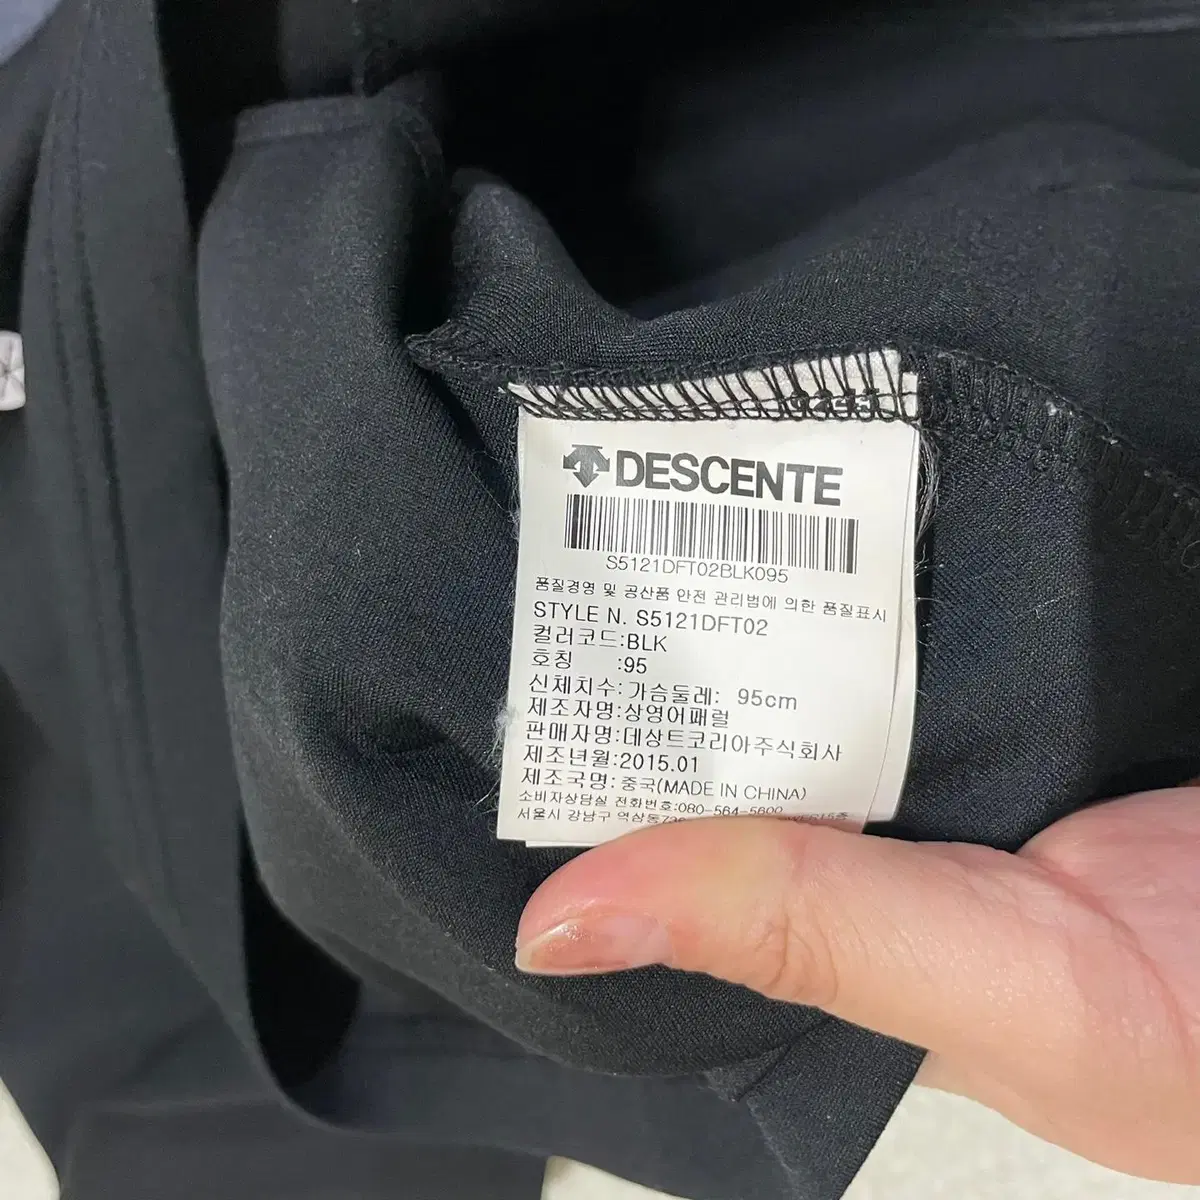 DESCENTE
S5121DFT02BLK095
품질경영 및 공산품 안전 관리법에 의한 품질표시
STYLE N. S5121DFT02
컬러코드:BLK
호칭 :95
신체치수:가슴둘레: 95cm
제조자명:상영어패럴
판매자명:데상트코리아주식회사
제조년월:2015.01
제조국명:중국(MADE IN CHINA)
소비자상담실 전화번호:080-564-5600
서울시 강남구 역삼동